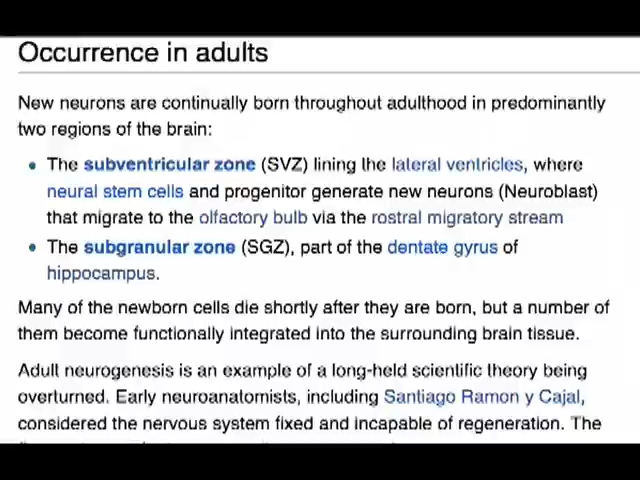 Occurrence in adults
New neurons are continually born throughout adulthood in predominantly
two regions of the brain:
• The subventricular zone (SVZ) lining the lateral ventricles, where
neural stem cells and progenitor generate new neurons (Neuroblast)
that migrate to the olfactory bulb via the rostral migratory stream
• The subgranular zone (SGZ), part of the dentate gyrus of
hippocampus.
Many of the newborn cells die shortly after they are born, but a number of
them become functionally integrated into the surrounding brain tissue.
Adult neurogenesis is an example of a long-held scientific theory being
overturned. Early neuroanatomists, including Santiago Ramon y Cajal,
considered the nervous system fixed and incapable of regeneration. The